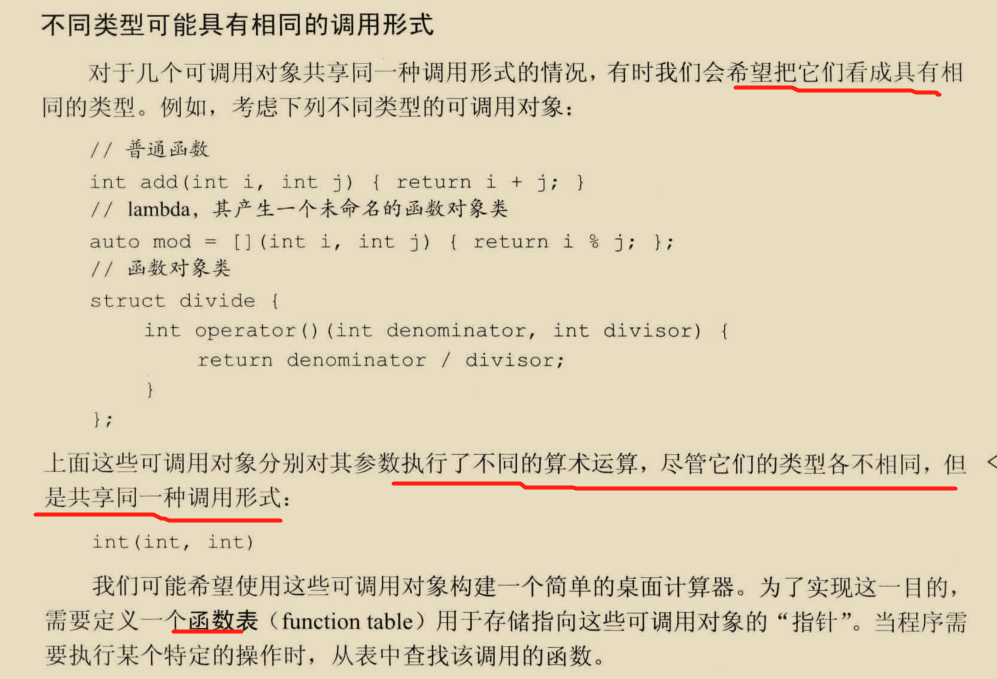 不同类型可能具有相同的调用形式
对于几个可调用对象共享同一种调用形式的情况，有时我们会希望把它们看成具有相
同的类型。例如，考虑下列不同类型的可调用对象：
// 普通函数
int add(int i, int j) { return i + j; }
// lambda，其产生一个未命名的函数对象类
auto mod = [](int i, int j) { return i % j; };
// 函数对象类
struct divide {
int operator()(int denominator, int divisor) {
return denominator / divisor;
}
};
上面这些可调用对象分别对其参数执行了不同的算术运算，尽管它们的类型各不相同，但
是共享同一种调用形式：
int(int, int)
我们可能希望使用这些可调用对象构建一个简单的桌面计算器。为了实现这一目的，
需要定义一个函数表（function table）用于存储指向这些可调用对象的“指针”。当程序需
要执行某个特定的操作时，从表中查找该调用的函数。